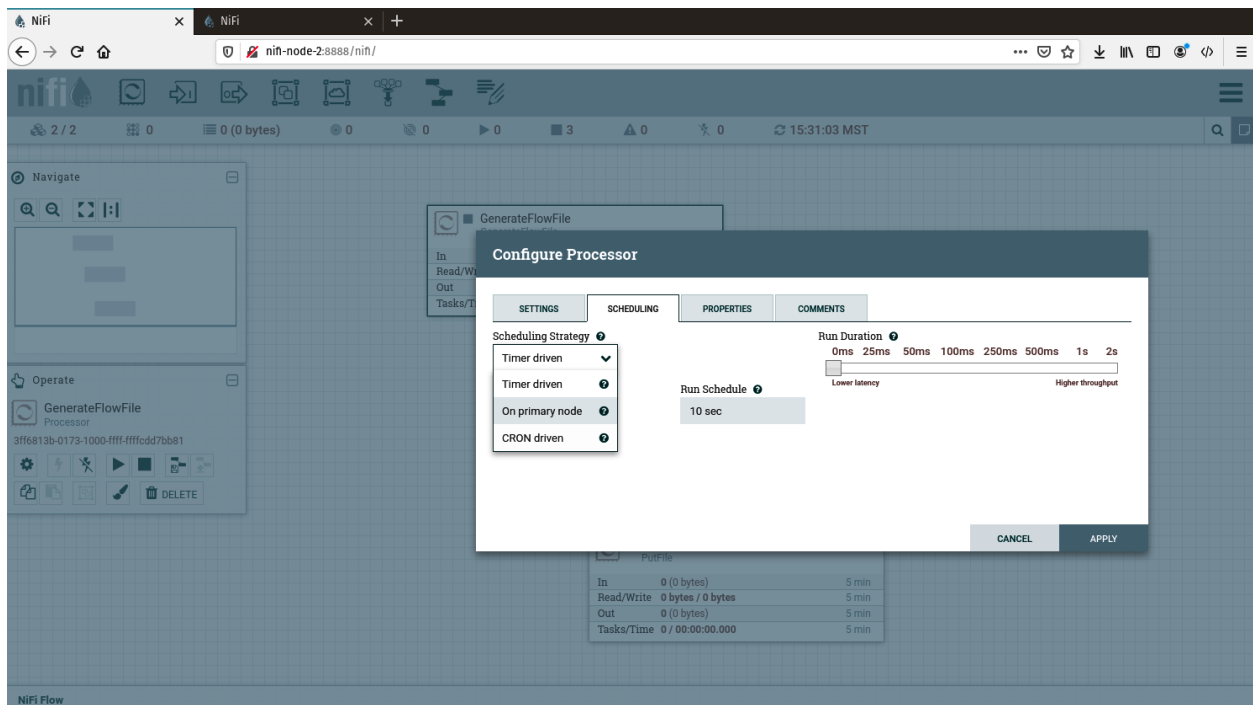 NiFi
NiFi
nifi-node-2:8888/nifi/
nifi
2 / 2
0
0 (0 bytes)
0
0
0
3
0
0
15:31:03 MST
Navigate
GenerateFlowFile
GenerateFlowFile
In
Read/Wr
Out
Tasks/T
Operate
GenerateFlowFile
Processor
3ff6813b-0173-1000-ffff-ffffcdd7bb81
DELETE
Configure Processor
SETTINGS SCHEDULING PROPERTIES COMMENTS
Scheduling Strategy
Timer driven
Timer driven
On primary node
CRON driven
Run Schedule
10 sec
Run Duration
0ms 25ms 50ms 100ms 250ms 500ms 1s 2s
Lower latency Higher throughput
CANCEL APPLY
PutFile
In 0 (0 bytes) 5 min
Read/Write 0 bytes / 0 bytes 5 min
Out 0 (0 bytes) 5 min
Tasks/Time 0 / 00:00:00.000 5 min
NiFi Flow